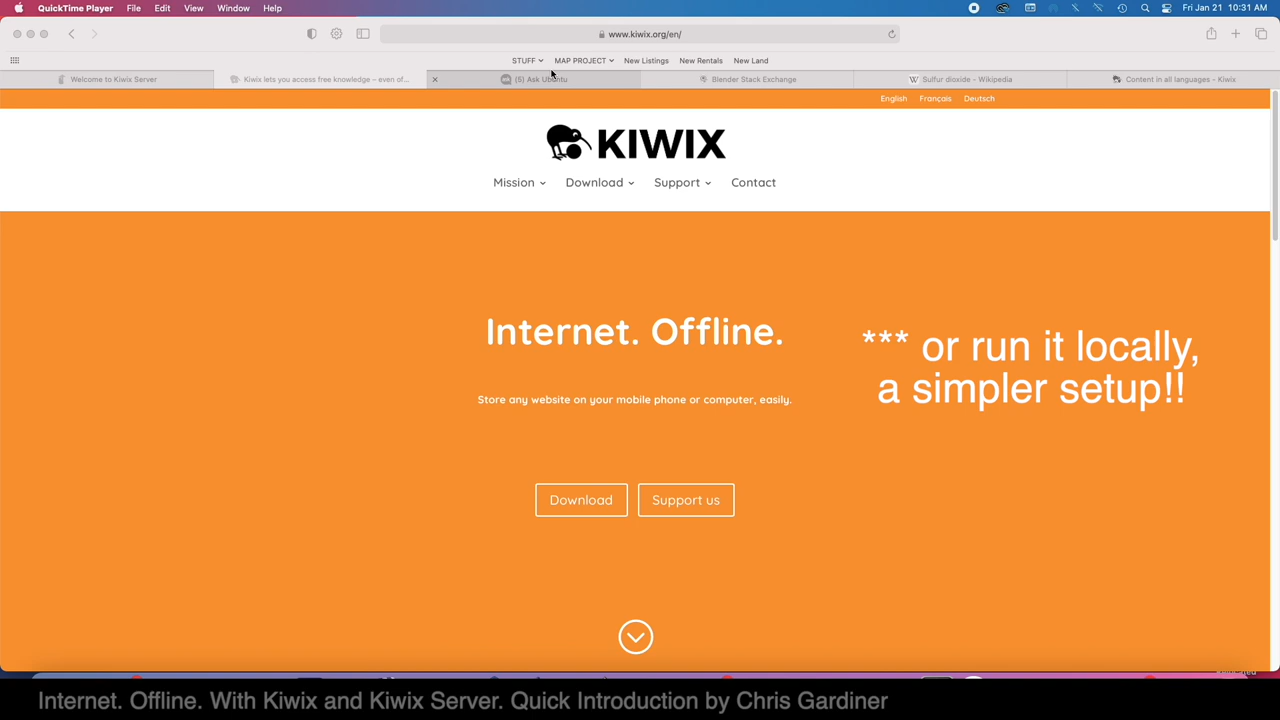 QuickTime Player File Edit View Window Help Fri Jan 21 10:31 AM
www.kiwix.org/en/
STUFF MAP PROJECT New Listings New Rentals New Land
Welcome to Kiwix Server Kiwix lets you access free knowledge – even of... (5) Ask Ubuntu Blender Stack Exchange Sulfur dioxide - Wikipedia Content in all languages - Kiwix
English Français Deutsch
KIWIX
Mission Download Support Contact
Internet. Offline.
*** or run it locally,
a simpler setup!!
Store any website on your mobile phone or computer, easily.
Download Support us
Internet. Offline. With Kiwix and Kiwix Server. Quick Introduction by Chris Gardiner